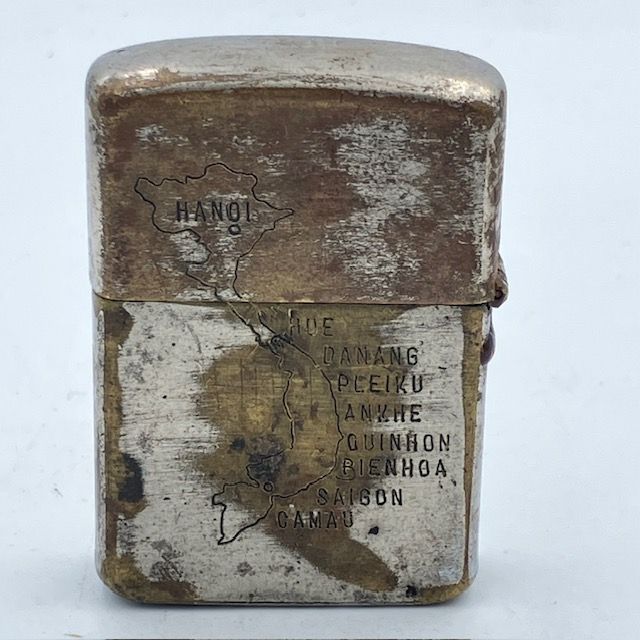 HANOI
HUE
DANANG
PLEIKU
ANKHE
QUINHON
BIENHOA
SAIGON
CAMAU